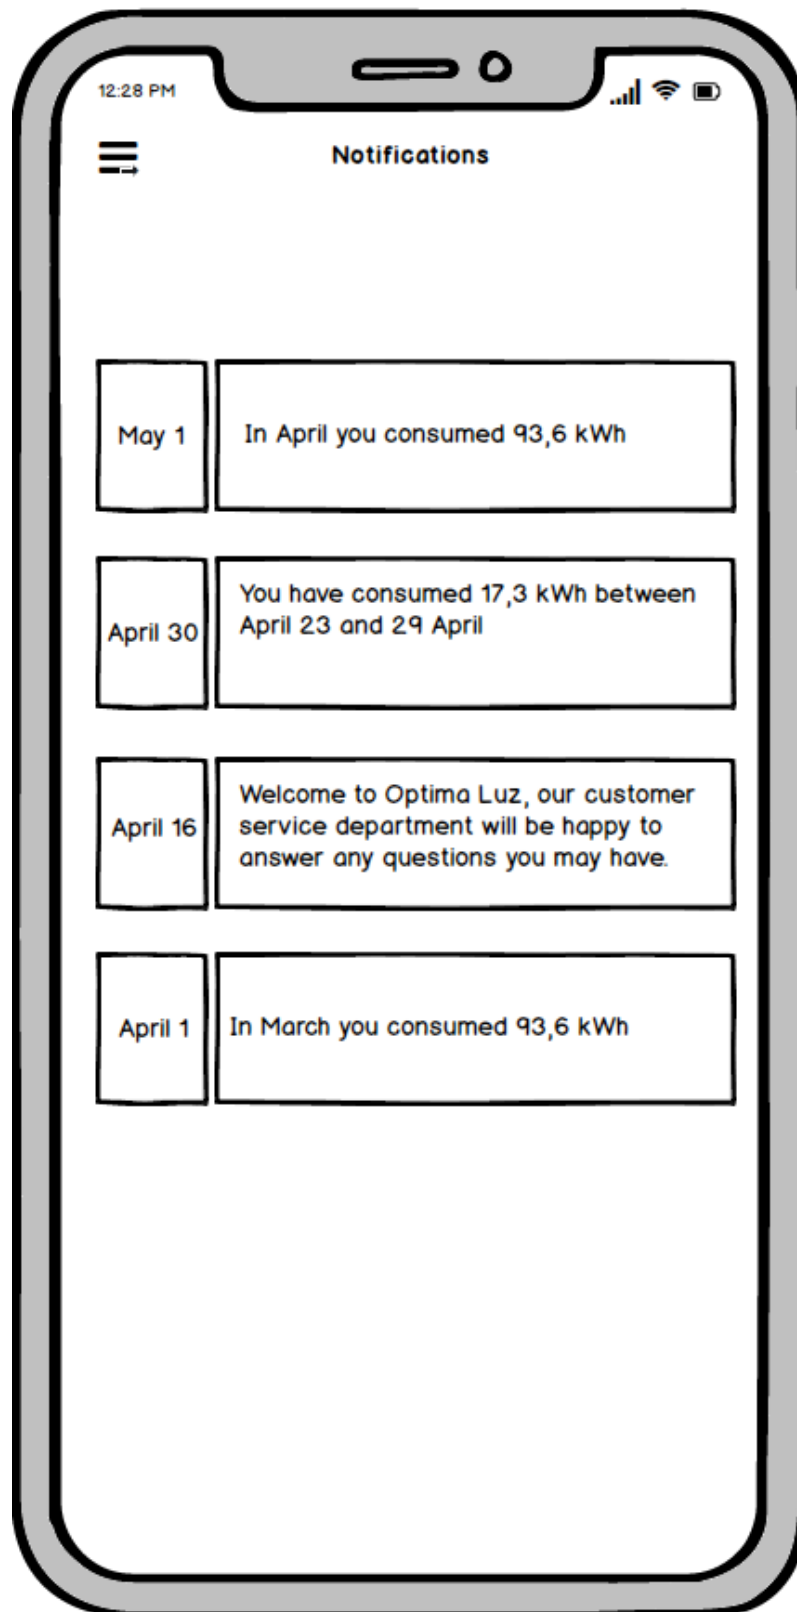 12:28 PM
Notifications
May 1
In April you consumed 93,6 kWh
April 30
You have consumed 17,3 kWh between
April 23 and 29 April
April 16
Welcome to Optima Luz, our customer
service department will be happy to
answer any questions you may have.
April 1
In March you consumed 93,6 kWh